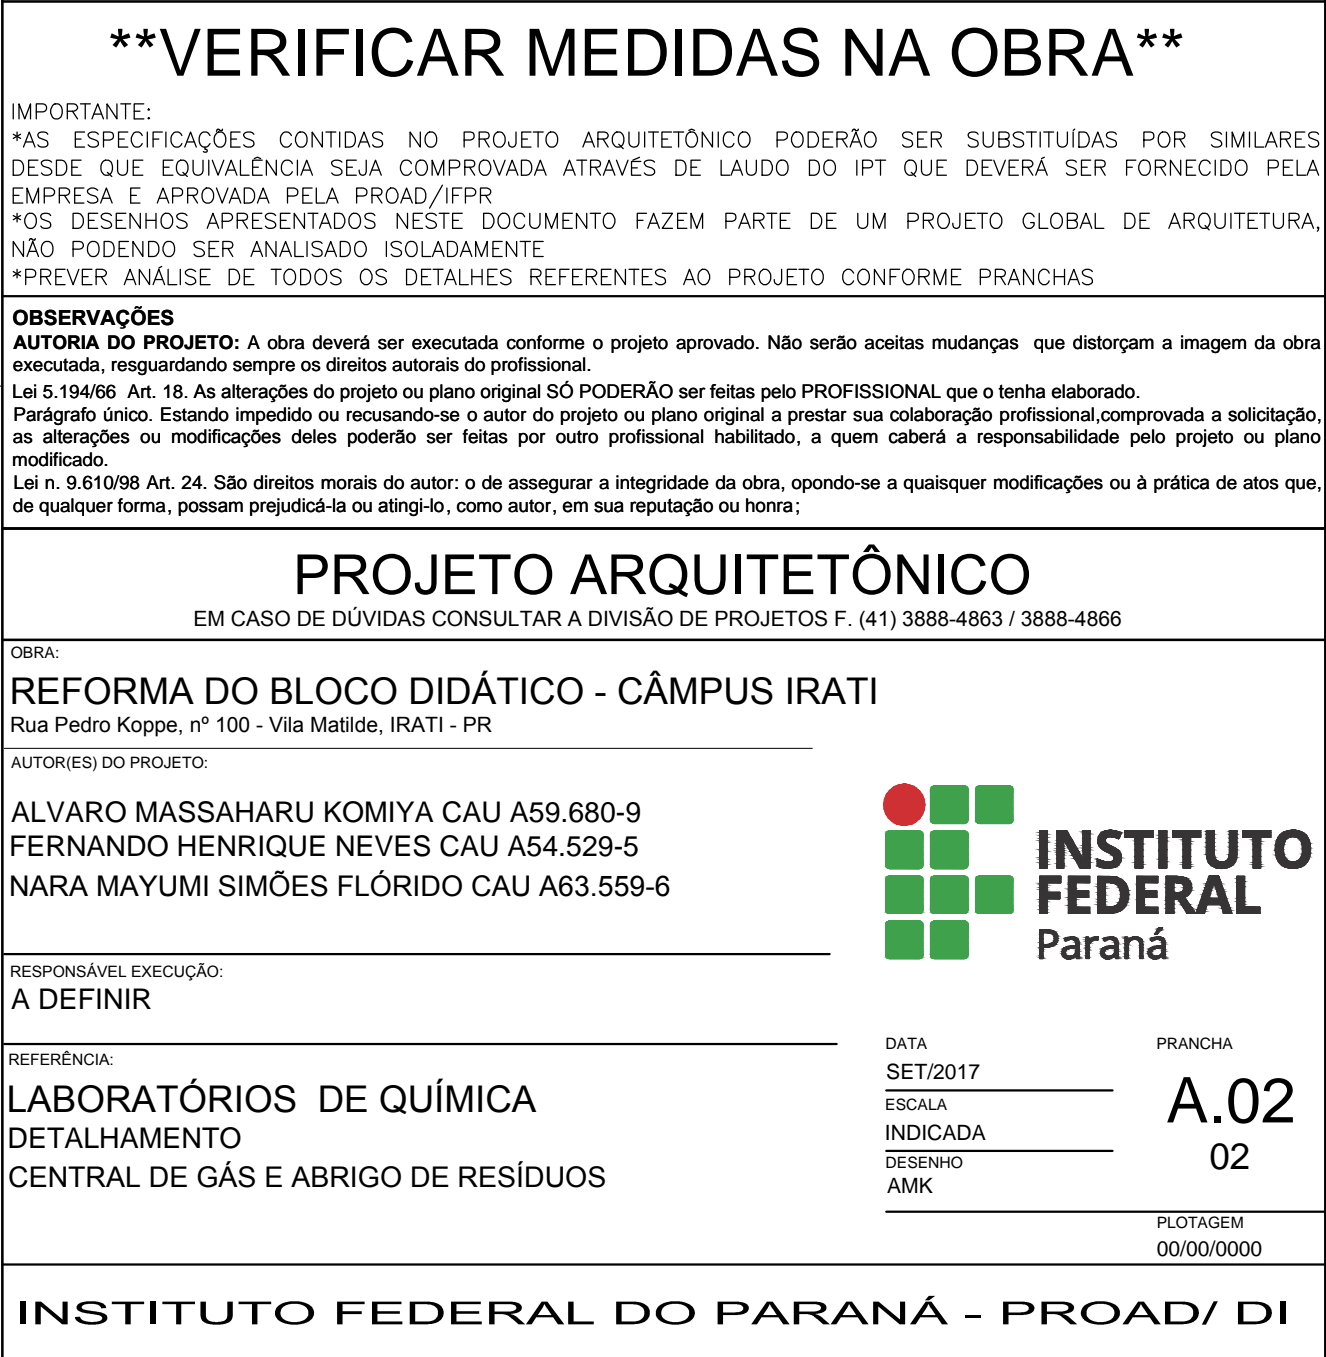 **VERIFICAR MEDIDAS NA OBRA**
IMPORTANTE:
*AS ESPECIFICAÇÕES CONTIDAS NO PROJETO ARQUITETÔNICO PODERÃO SER SUBSTITUÍDAS POR SIMILARES
DESDE QUE EQUIVALÊNCIA SEJA COMPROVADA ATRAVÉS DE LAUDO DO IPT QUE DEVERÁ SER FORNECIDO PELA
EMPRESA E APROVADA PELA PROAD/IFPR
*OS DESENHOS APRESENTADOS NESTE DOCUMENTO FAZEM PARTE DE UM PROJETO GLOBAL DE ARQUITETURA,
NÃO PODENDO SER ANALISADO ISOLADAMENTE
*PREVER ANÁLISE DE TODOS OS DETALHES REFERENTES AO PROJETO CONFORME PRANCHAS
OBSERVAÇÕES
AUTORIA DO PROJETO: A obra deverá ser executada conforme o projeto aprovado. Não serão aceitas mudanças que distorçam a imagem da obra
executada, resguardando sempre os direitos autorais do profissional.
Lei 5.194/66 Art. 18. As alterações do projeto ou plano original SÓ PODERÃO ser feitas pelo PROFISSIONAL que o tenha elaborado.
Parágrafo único. Estando impedido ou recusando-se o autor do projeto ou plano original a prestar sua colaboração profissional,comprovada a solicitação,
as alterações ou modificações deles poderão ser feitas por outro profissional habilitado, a quem caberá a responsabilidade pelo projeto ou plano
modificado.
Lei n. 9.610/98 Art. 24. São direitos morais do autor: o de assegurar a integridade da obra, opondo-se a quaisquer modificações ou à prática de atos que,
de qualquer forma, possam prejudicá-la ou atingi-lo, como autor, em sua reputação ou honra;
PROJETO ARQUITETÔNICO
EM CASO DE DÚVIDAS CONSULTAR A DIVISÃO DE PROJETOS F. (41) 3888-4863 / 3888-4866
OBRA:
REFORMA DO BLOCO DIDÁTICO - CÂMPUS IRATI
Rua Pedro Koppe, nº 100 - Vila Matilde, IRATI - PR
AUTOR(ES) DO PROJETO:
ALVARO MASSAHARU KOMIYA CAU A59.680-9
FERNANDO HENRIQUE NEVES CAU A54.529-5
NARA MAYUMI SIMÕES FLÓRIDO CAU A63.559-6
INSTITUTO
FEDERAL
Paraná
RESPONSÁVEL EXECUÇÃO:
A DEFINIR
REFERÊNCIA:
LABORATÓRIOS DE QUÍMICA
DETALHAMENTO
CENTRAL DE GÁS E ABRIGO DE RESÍDUOS
DATA
SET/2017
ESCALA
INDICADA
DESENHO
AMK
PRANCHA
A.02
02
PLOTAGEM
00/00/0000
INSTITUTO FEDERAL DO PARANÁ - PROAD/ DI